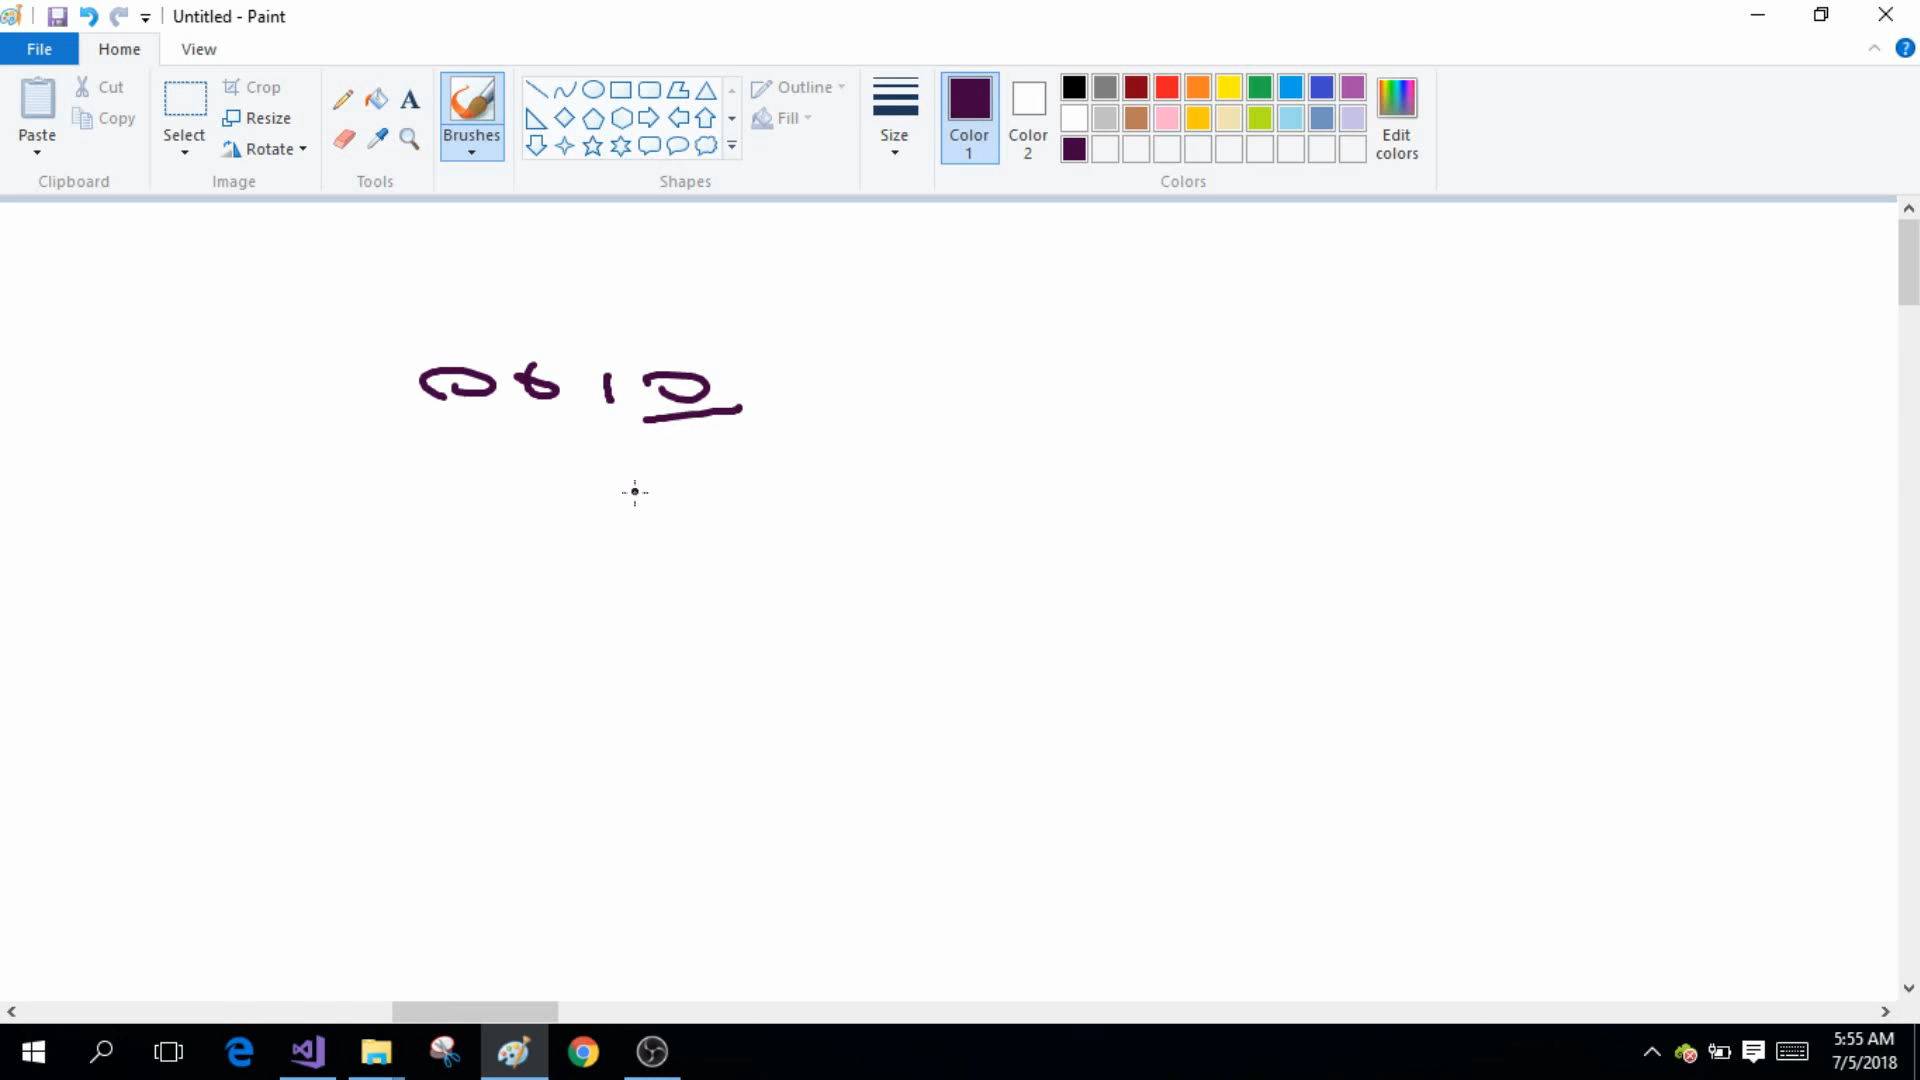 Untitled - Paint
File Home View
Paste Cut Copy Clipboard
Select Crop Resize Rotate Image
Tools
Brushes
Shapes
Outline Fill
Size
Color 1 Color 2 Edit colors Colors
5:55 AM
7/5/2018